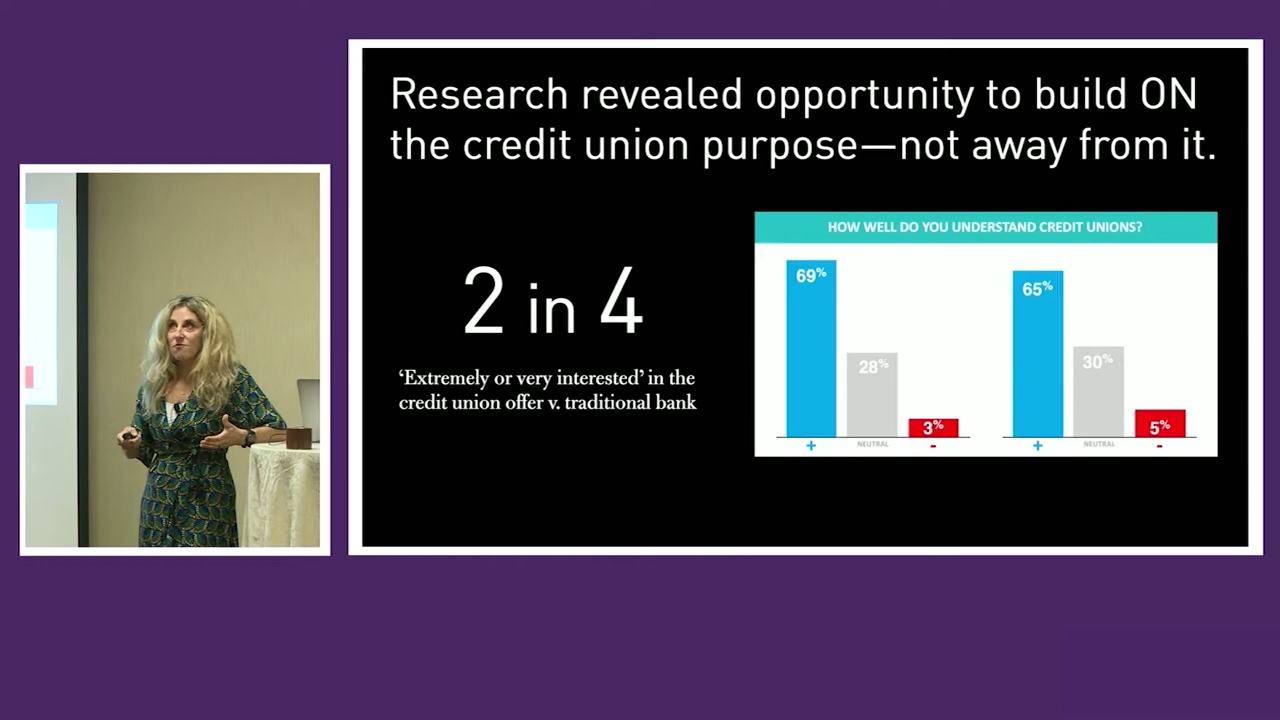 Research revealed opportunity to build ON
the credit union purpose—not away from it.
2 in 4
‘Extremely or very interested’ in the
credit union offer v. traditional bank
HOW WELL DO YOU UNDERSTAND CREDIT UNIONS?
69%
28%
3%
+
NEUTRAL
-
65%
30%
5%
+
NEUTRAL
-